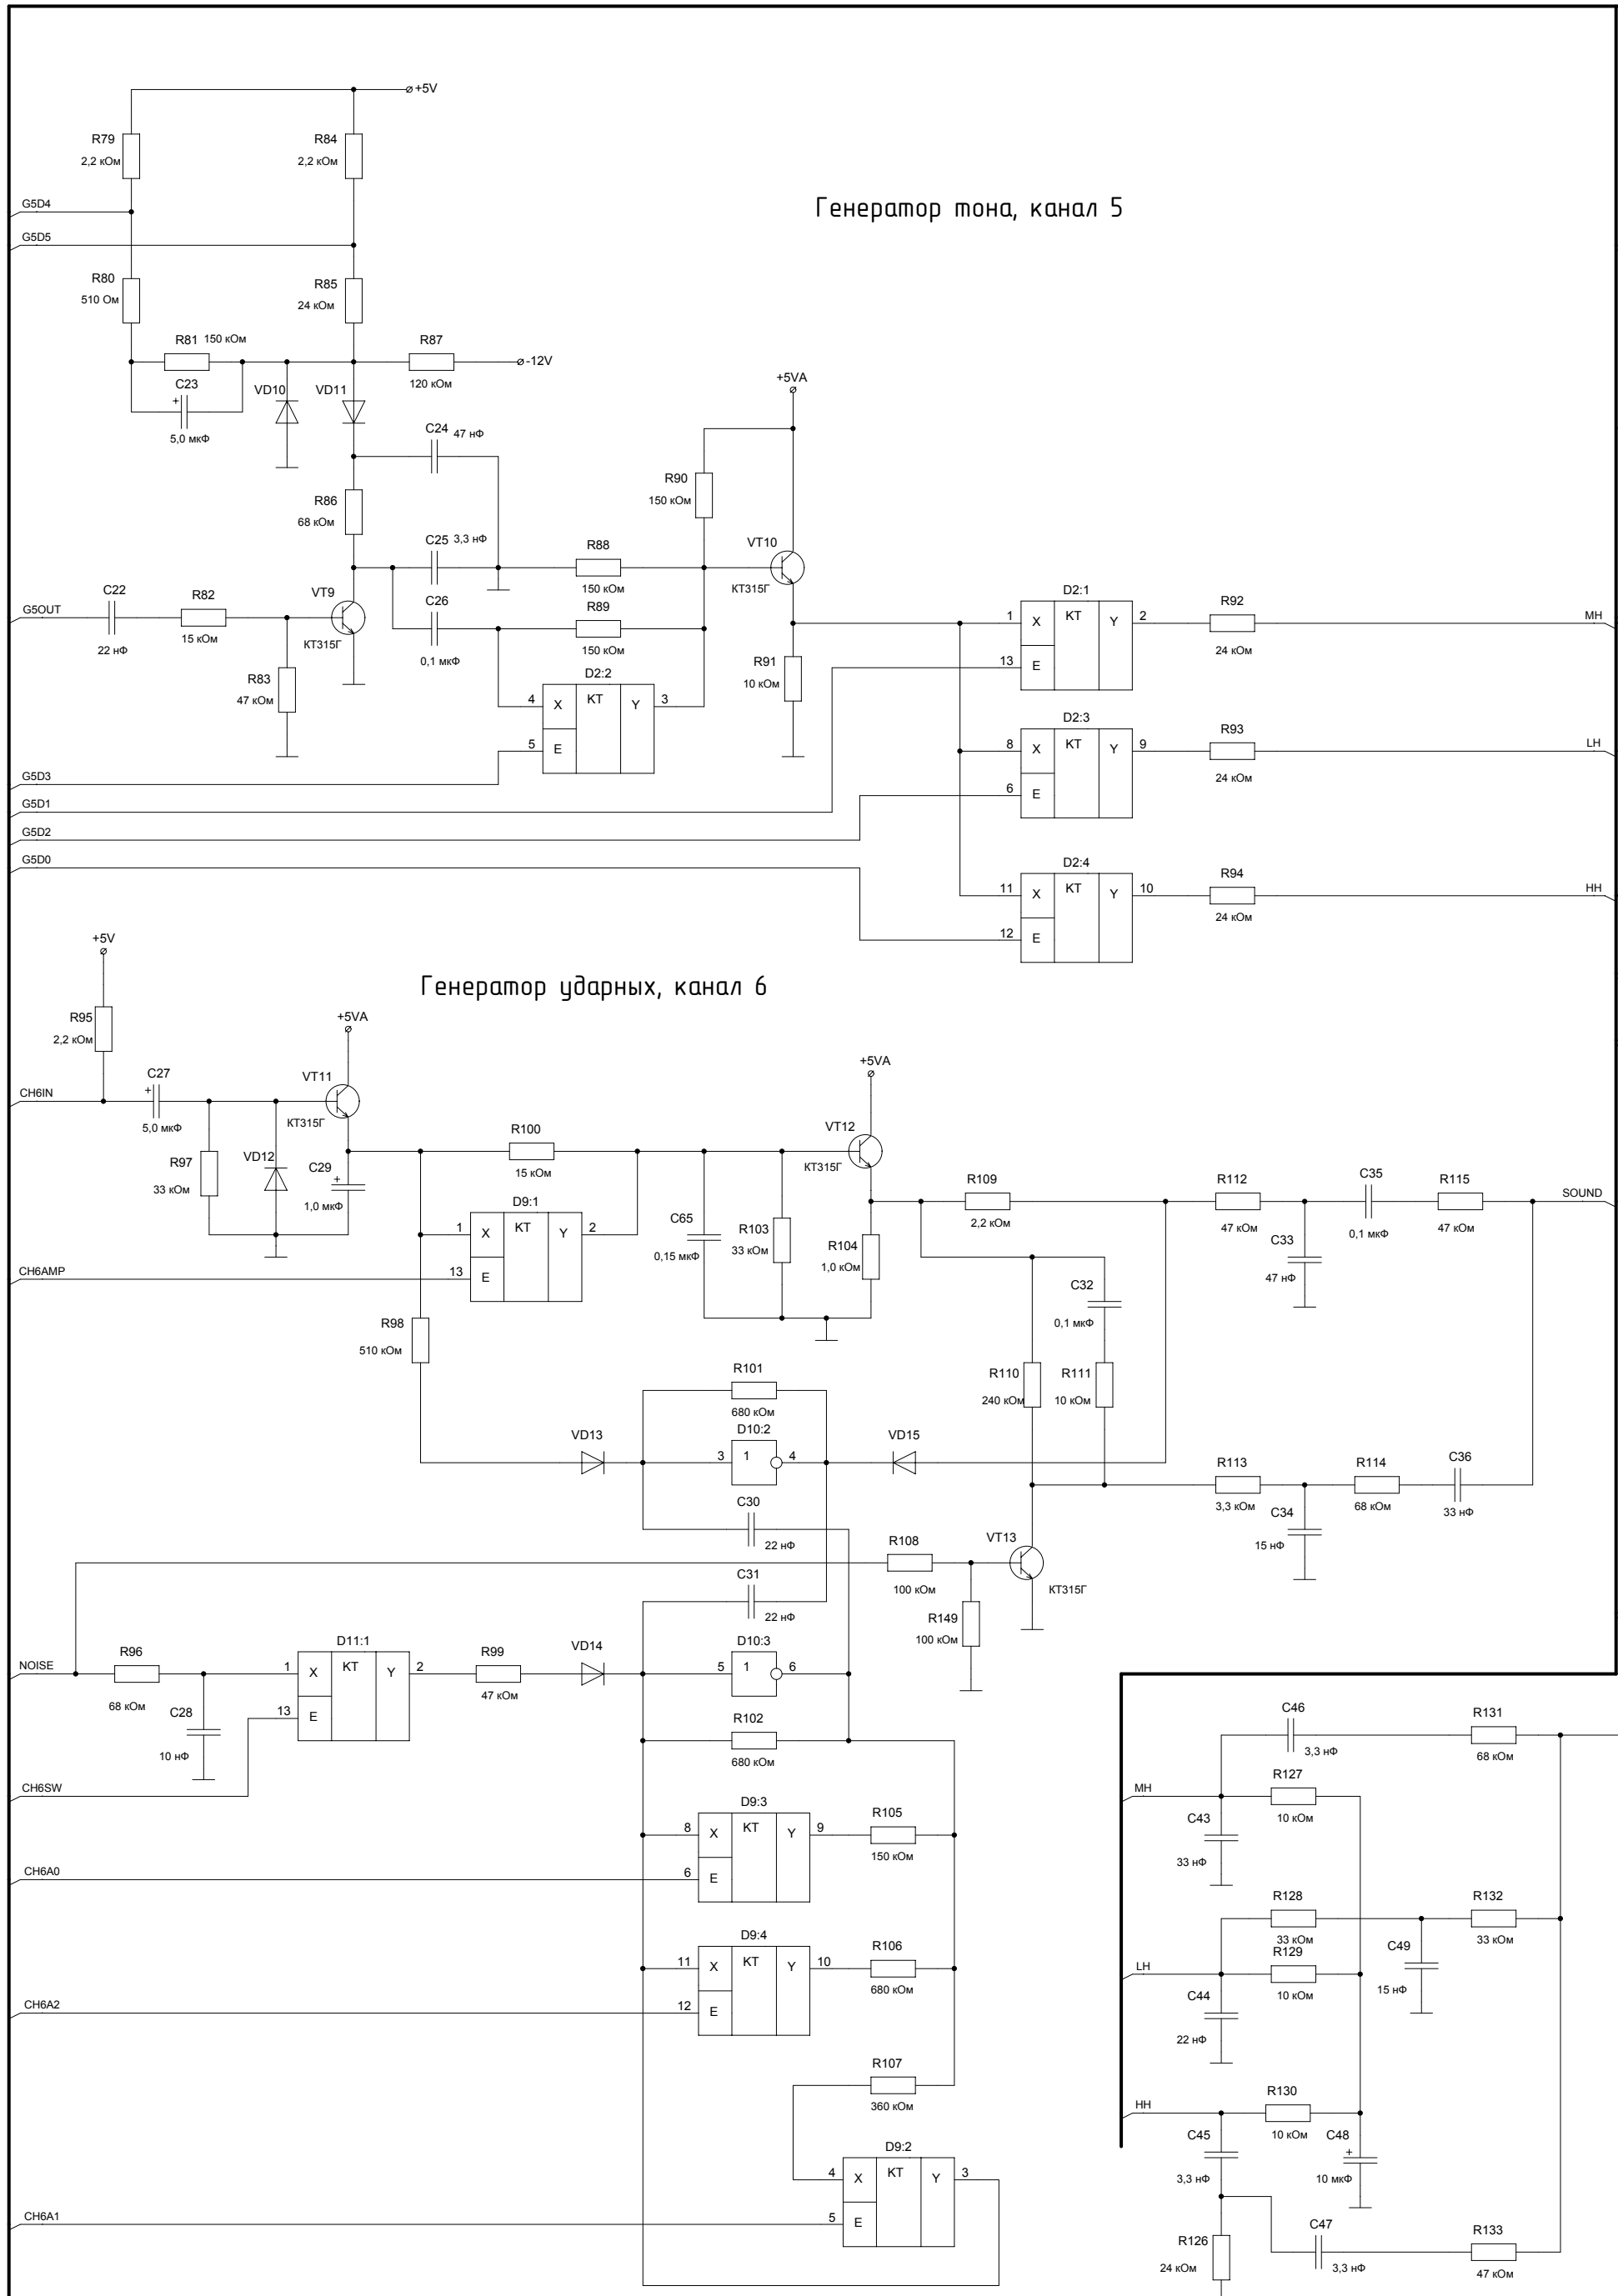 +5V
R79
2,2 кОм
R84
2,2 кОм
Генератор тона, канал 5
G5D4
G5D5
R80
510 Ом
R85
24 кОм
R81 150 кОм
R87
120 кОм
-12V
C23
+
5,0 мкФ
VD10
VD11
+5VA
C24 47 нФ
R90
150 кОм
R86
68 кОм
C25 3,3 нФ
R88
150 кОм
VT10
КТ315Г
C22
22 нФ
R82
15 кОм
VT9
КТ315Г
C26
0,1 мкФ
R89
150 кОм
G5OUT
R83
47 кОм
R91
10 кОм
D2:1
1 X KT Y 2
13 E
R92
24 кОм
MH
D2:2
4 X KT Y 3
5 E
D2:3
8 X KT Y 9
6 E
R93
24 кОм
LH
G5D3
G5D1
G5D2
G5D0
D2:4
11 X KT Y 10
12 E
R94
24 кОм
HH
+5V
Генератор ударных, канал 6
R95
2,2 кОм
+5VA
C27
+
5,0 мкФ
VT11
КТ315Г
CH6IN
+5VA
VT12
КТ315Г
R97
33 кОм
VD12
C29
+
1,0 мкФ
R100
15 кОм
D9:1
1 X KT Y 2
13 E
C65
0,15 мкФ
R103
33 кОм
R104
1,0 кОм
R109
2,2 кОм
R112
47 кОм
C35
0,1 мкФ
R115
47 кОм
SOUND
C33
47 нФ
CH6AMP
C32
0,1 мкФ
R98
510 кОм
R101
680 кОм
R110
240 кОм
R111
10 кОм
VD13
D10:2
3 1 4
VD15
R113
3,3 кОм
R114
68 кОм
C36
33 нФ
C30
22 нФ
C34
15 нФ
R108
100 кОм
VT13
КТ315Г
C31
22 нФ
R149
100 кОм
NOISE
R96
68 кОм
D11:1
1 X KT Y 2
13 E
R99
47 кОм
VD14
D10:3
5 1 6
C28
10 нФ
R102
680 кОм
CH6SW
C46
3,3 нФ
R131
68 кОм
MH
R127
10 кОм
C43
33 нФ
D9:3
8 X KT Y 9
6 E
R105
150 кОм
CH6A0
R128
33 кОм
R132
33 кОм
D9:4
11 X KT Y 10
12 E
R106
680 кОм
LH
R129
10 кОм
C49
15 нФ
C44
22 нФ
CH6A2
R107
360 кОм
HH
R130
10 кОм
C45
3,3 нФ
C48
+
10 мкФ
D9:2
4 X KT Y 3
5 E
CH6A1
R126
24 кОм
C47
3,3 нФ
R133
47 кОм